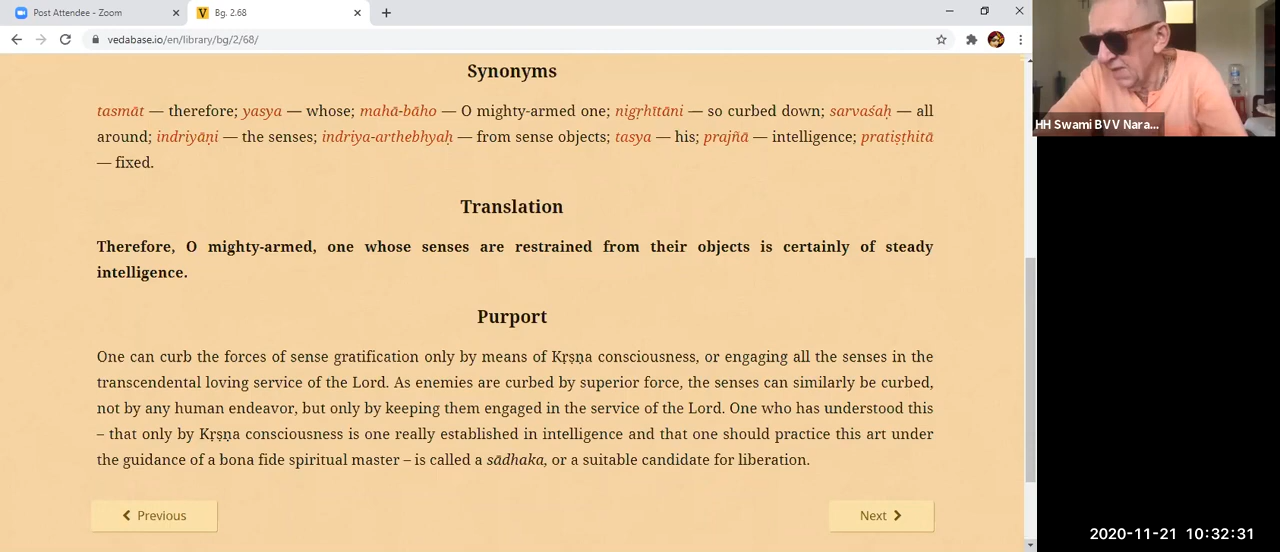 Post Attendee - Zoom
Bg. 2.68
vedabase.io/en/library/bg/2/68/
Synonyms
tasmāt — therefore; yasya — whose; mahā-bāho — O mighty-armed one; nigṛhītāni — so curbed down; sarvaśaḥ — all
around; indriyāṇi — the senses; indriya-arthebhyaḥ — from sense objects; tasya — his; prajñā — intelligence; pratiṣṭhitā
— fixed.
Translation
Therefore, O mighty-armed, one whose senses are restrained from their objects is certainly of steady
intelligence.
Purport
One can curb the forces of sense gratification only by means of Kṛṣṇa consciousness, or engaging all the senses in the
transcendental loving service of the Lord. As enemies are curbed by superior force, the senses can similarly be curbed,
not by any human endeavor, but only by keeping them engaged in the service of the Lord. One who has understood this
– that only by Kṛṣṇa consciousness is one really established in intelligence and that one should practice this art under
the guidance of a bona fide spiritual master – is called a sādhaka, or a suitable candidate for liberation.
Previous
Next
HH Swami BVV Nara...
2020-11-21 10:32:31